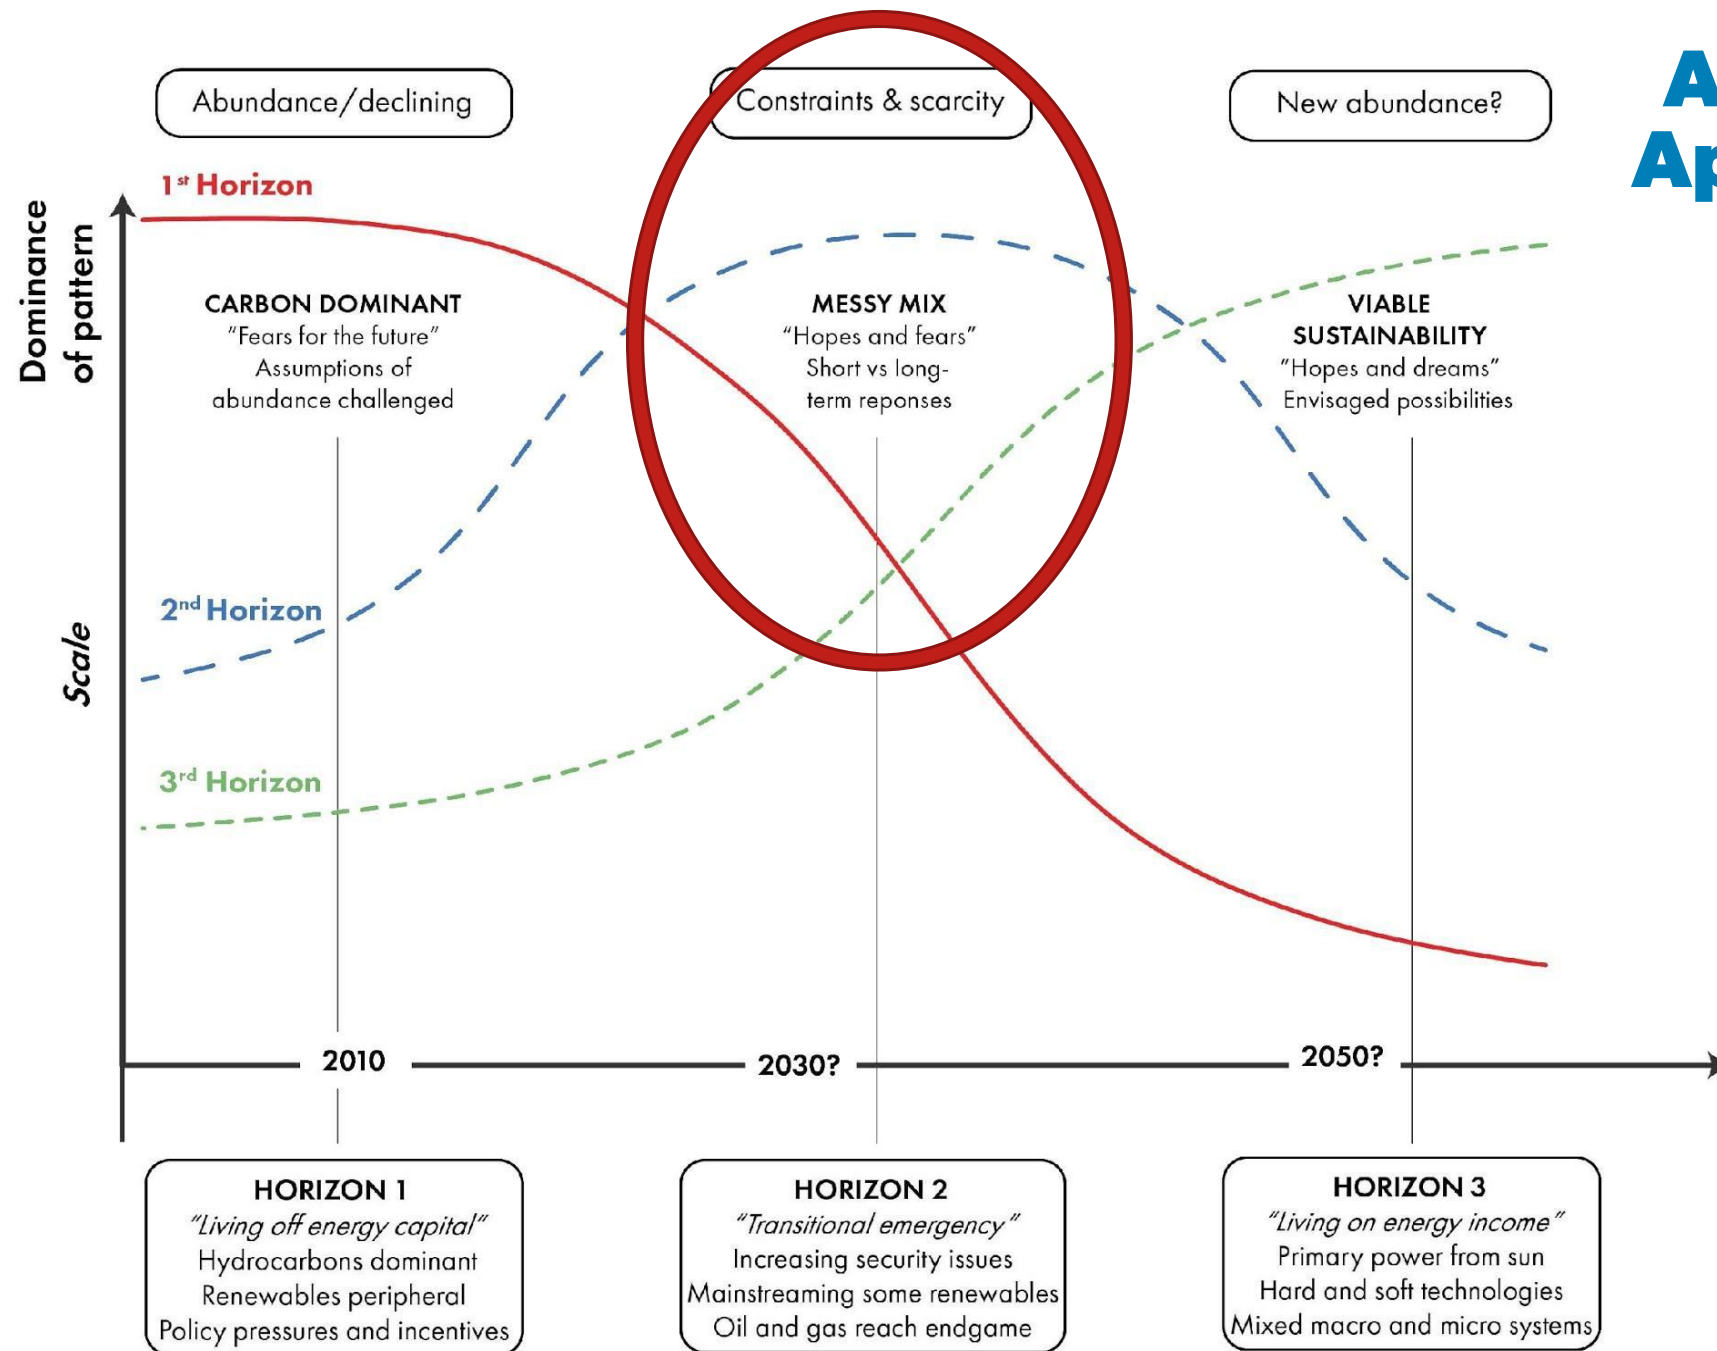 A
Ap
Abundance/declining
Constraints & scarcity
New abundance?
Dominance
of pattern
Scale
1st Horizon
2nd Horizon
3rd Horizon
CARBON DOMINANT
"Fears for the future"
Assumptions of
abundance challenged
MESSY MIX
"Hopes and fears"
Short vs long-
term reponses
VIABLE
SUSTAINABILITY
"Hopes and dreams"
Envisaged possibilities
2010
2030?
2050?
HORIZON 1
"Living off energy capital"
Hydrocarbons dominant
Renewables peripheral
Policy pressures and incentives
HORIZON 2
"Transitional emergency"
Increasing security issues
Mainstreaming some renewables
Oil and gas reach endgame
HORIZON 3
"Living on energy income"
Primary power from sun
Hard and soft technologies
Mixed macro and micro systems